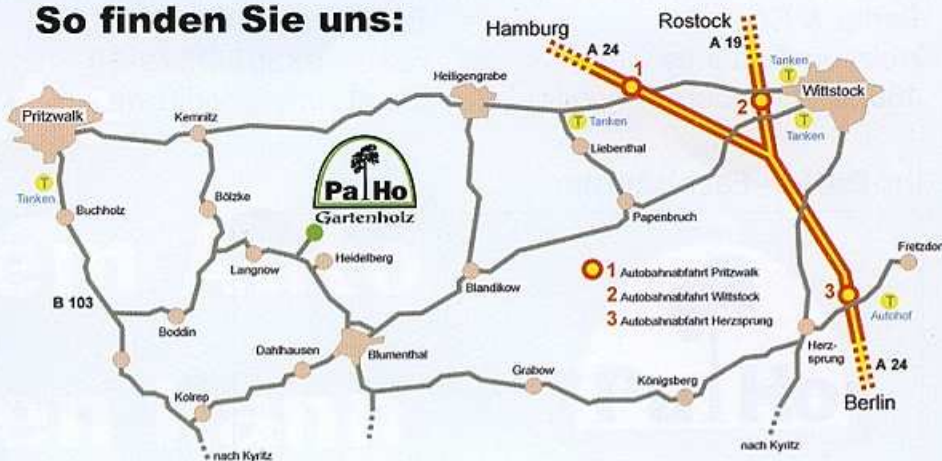 So finden Sie uns:
Hamburg
Rostock
A 24
A 19
1
Tanken
T
Heiligengrabe
Wittstock
2
Pritzwalk
Kemnitz
T Tanken
T
Tanken
Liebenthal
Pa Ho
Gartenholz
T
Tanken
Bölzke
Buchholz
Papenbruch
Heidelberg
Langnow
Fretzdorf
Blandikow
1 Autobahnabfahrt Pritzwalk
2 Autobahnabfahrt Wittstock
3 Autobahnabfahrt Herzsprung
3
B 103
T
Autohof
Boddin
Dahlhausen
Blumenthal
Herz-
sprung
Grabow
Königsberg
A 24
Kolrep
Berlin
nach Kyritz
nach Kyritz